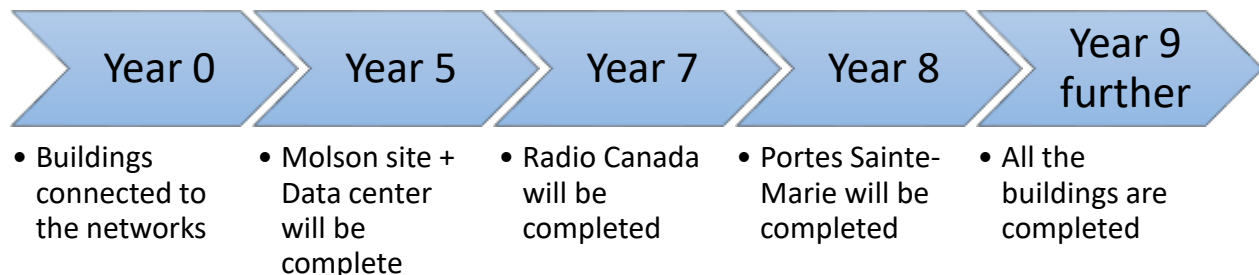 Year 0
Year 5
Year 7
Year 8
Year 9
further
• Buildings
connected to
the networks
• Molson site +
Data center
will be
complete
• Radio Canada
will be
completed
• Portes Sainte-
Marie will be
completed
• All the
buildings are
completed